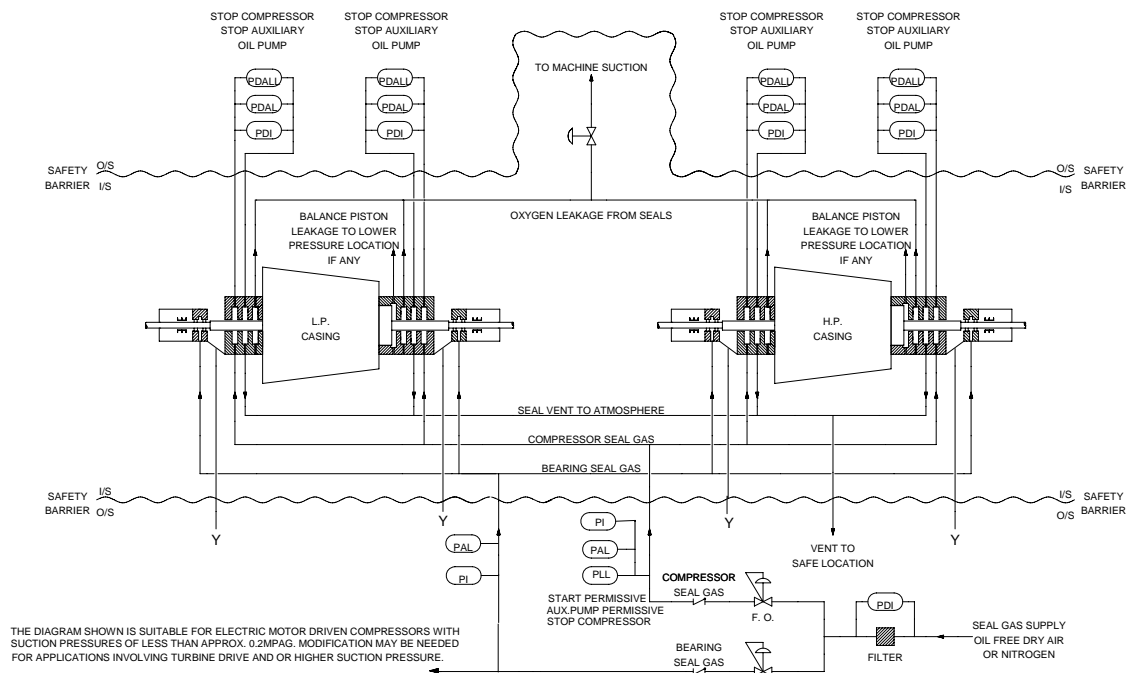 STOP COMPRESSOR
STOP AUXILIARY
OIL PUMP
STOP COMPRESSOR
STOP AUXILIARY
OIL PUMP
STOP COMPRESSOR
STOP AUXILIARY
OIL PUMP
STOP COMPRESSOR
STOP AUXILIARY
OIL PUMP
TO MACHINE SUCTION
PDALL
PDALL
PDALL
PDALL
PDAL
PDAL
PDAL
PDAL
PDI
PDI
PDI
PDI
SAFETY
BARRIER
O/S
I/S
O/S
I/S
SAFETY
BARRIER
OXYGEN LEAKAGE FROM SEALS
BALANCE PISTON
LEAKAGE TO LOWER
PRESSURE LOCATION
IF ANY
BALANCE PISTON
LEAKAGE TO LOWER
PRESSURE LOCATION
IF ANY
L.P.
CASING
H.P.
CASING
SEAL VENT TO ATMOSPHERE
COMPRESSOR SEAL GAS
BEARING SEAL GAS
SAFETY
BARRIER
I/S
O/S
I/S
O/S
SAFETY
BARRIER
Y
Y
Y
Y
PAL
PI
PI
PAL
PLL
START PERMISSIVE
AUX.PUMP PERMISSIVE
STOP COMPRESSOR
COMPRESSOR
SEAL GAS
F. O.
VENT TO
SAFE LOCATION
PDI
FILTER
SEAL GAS SUPPLY
OIL FREE DRY AIR
OR NITROGEN
BEARING
SEAL GAS
THE DIAGRAM SHOWN IS SUITABLE FOR ELECTRIC MOTOR DRIVEN COMPRESSORS WITH
SUCTION PRESSURES OF LESS THAN APPROX. 0.2MPAG. MODIFICATION MAY BE NEEDED
FOR APPLICATIONS INVOLVING TURBINE DRIVE AND OR HIGHER SUCTION PRESSURE.